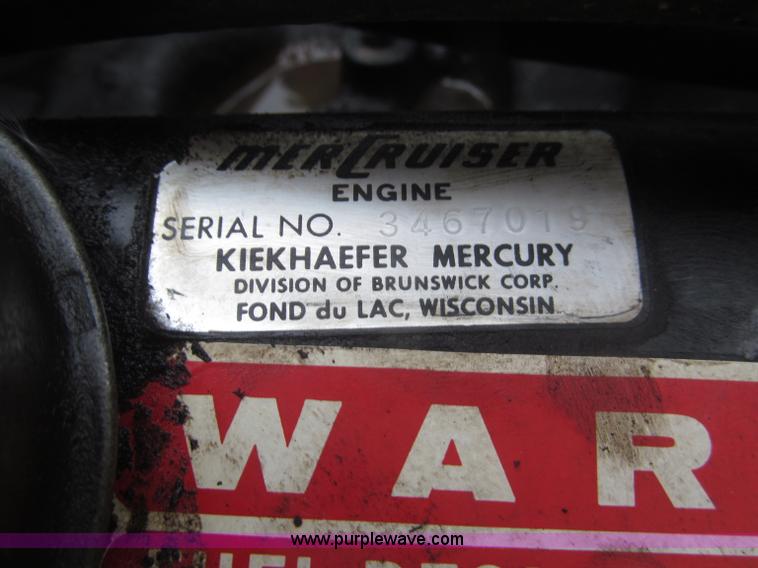 MERCRUISER
ENGINE
SERIAL NO. 3467019
KIEKHAEFER MERCURY
DIVISION OF BRUNSWICK CORP.
FOND du LAC, WISCONSIN
WAR
www.purplewave.com